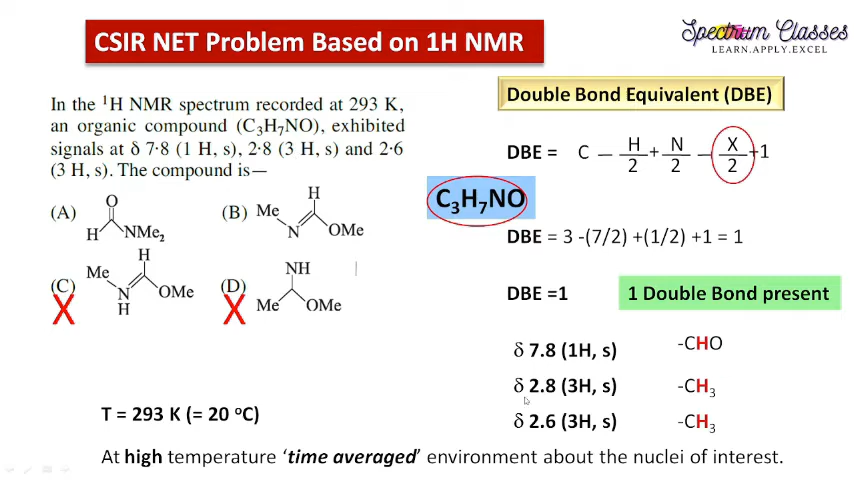 CSIR NET Problem Based on 1H NMR
Spectrum Classes
LEARN.APPLY.EXCEL
In the ¹H NMR spectrum recorded at 293 K,
an organic compound (C₃H₇NO), exhibited
signals at δ 7·8 (1 H, s), 2·8 (3 H, s) and 2·6
(3 H, s). The compound is—
(A) O H NMe₂
(B) Me H N OMe
(C) Me H N H OMe
X
(D) NH Me OMe
X
T = 293 K (= 20 ᵒC)
Double Bond Equivalent (DBE)
DBE = C — H/2 + N/2 — X/2 +1
C₃H₇NO
DBE = 3 -(7/2) +(1/2) +1 = 1
DBE =1 1 Double Bond present
δ 7.8 (1H, s) -CHO
δ 2.8 (3H, s) -CH₃
δ 2.6 (3H, s) -CH₃
At high temperature ‘time averaged’ environment about the nuclei of interest.